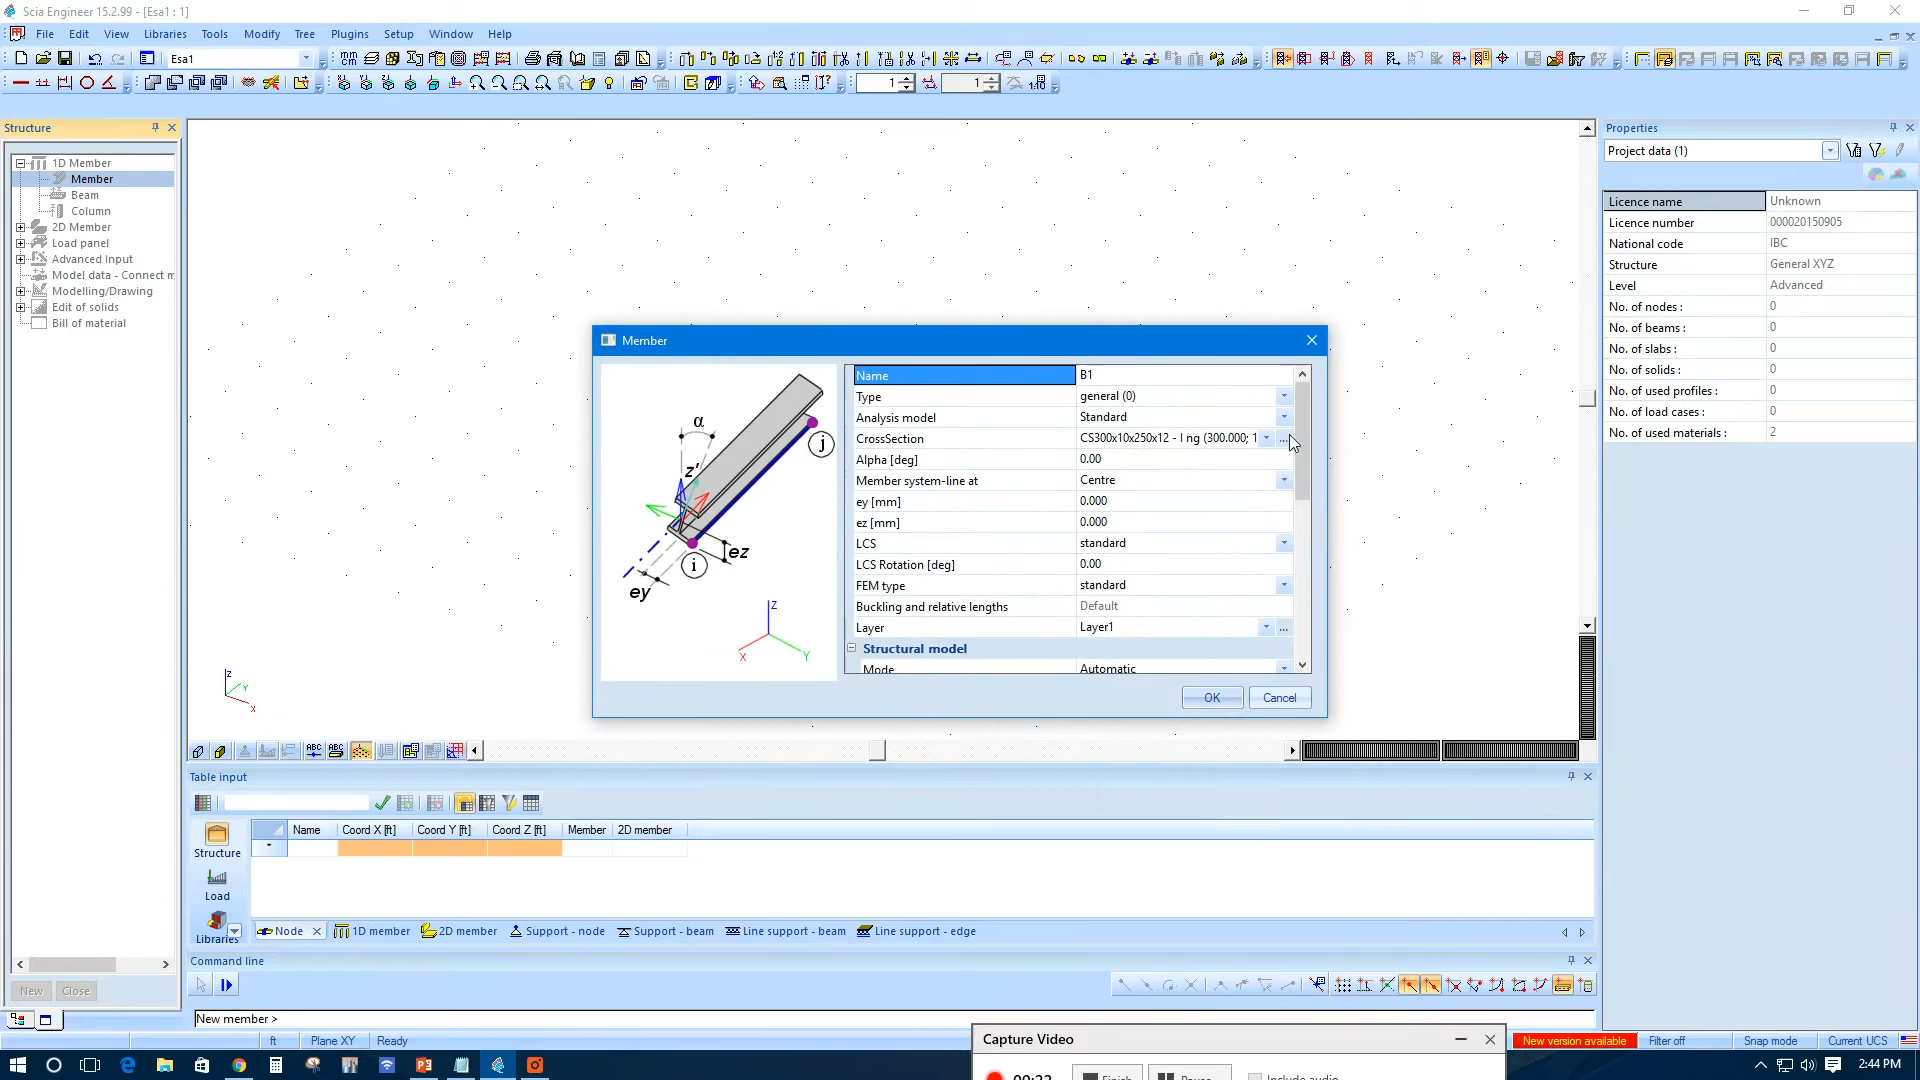 Scia Engineer 15.2.99 - [Esa1 : 1]
File Edit View Libraries Tools Modify Tree Plugins Setup Window Help
Esa1
1
1
Structure
1D Member
Member
Beam
Column
2D Member
Load panel
Advanced Input
Model data - Connect m
Modelling/Drawing
Edit of solids
Bill of material
New
Close
Member
α
z'
j
i
ez
ey
Z
X
Y
Name B1
Type general (0)
Analysis model Standard
CrossSection CS300x10x250x12 - I ng (300.000; 1
Alpha [deg] 0.00
Member system-line at Centre
ey [mm] 0.000
ez [mm] 0.000
LCS standard
LCS Rotation [deg] 0.00
FEM type standard
Buckling and relative lengths Default
Layer Layer1
Structural model
Mode Automatic
OK
Cancel
Z
Y
X
ABC ABC
Properties
Project data (1)
Licence name Unknown
Licence number 000020150905
National code IBC
Structure General XYZ
Level Advanced
No. of nodes : 0
No. of beams : 0
No. of slabs : 0
No. of solids : 0
No. of used profiles : 0
No. of load cases : 0
No. of used materials : 2
Table input
Structure
Load
Libraries
Name Coord X [ft] Coord Y [ft] Coord Z [ft] Member 2D member
*
Node 1D member 2D member Support - node Support - beam Line support - beam Line support - edge
Command line
New member >
ft Plane XY Ready
New version available Filter off Snap mode Current UCS
Capture Video
00:22 Finish Pause Include audio
2:44 PM